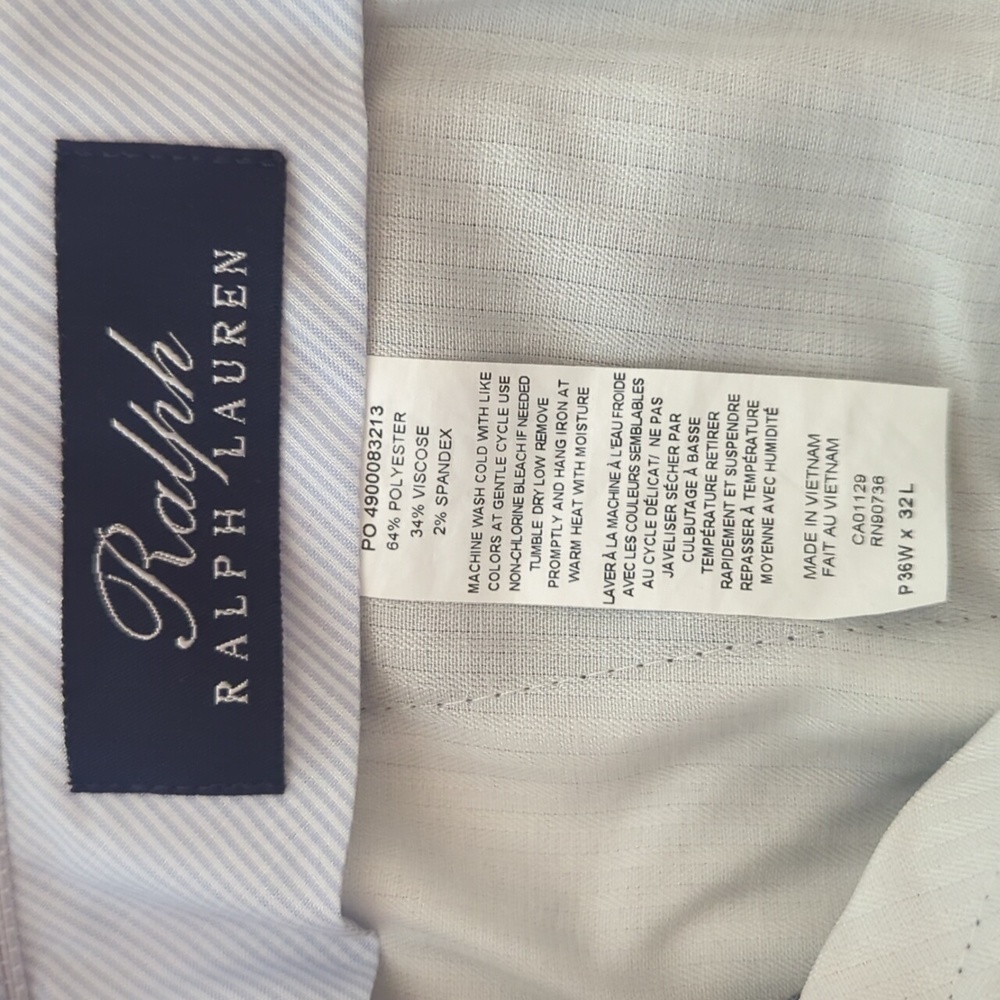 Ralph
RALPH LAUREN
PO 4900083213
64% POLYESTER
34% VISCOSE
2% SPANDEX
MACHINE WASH COLD WITH LIKE
COLORS AT GENTLE CYCLE USE
NON-CHLORINE BLEACH IF NEEDED
TUMBLE DRY LOW REMOVE
PROMPTLY AND HANG IRON AT
WARM HEAT WITH MOISTURE
LAVER À LA MACHINE À L'EAU FROIDE
AVEC LES COULEURS SEMBLABLES
AU CYCLE DÉLICAT/ NE PAS
JAVELISER SÉCHER PAR
CULBUTAGE À BASSE
TEMPÉRATURE RETIRER
RAPIDEMENT ET SUSPENDRE
REPASSER À TEMPÉRATURE
MOYENNE AVEC HUMIDITÉ
MADE IN VIETNAM
FAIT AU VIETNAM
CA01129
RN90736
P 36W X 32L